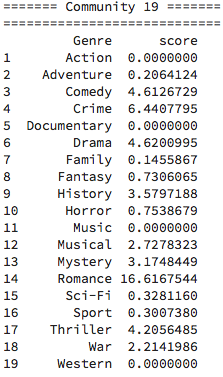 ======= Community 19 =======
============================
Genre score
1 Action 0.0000000
2 Adventure 0.2064124
3 Comedy 4.6126729
4 Crime 6.4407795
5 Documentary 0.0000000
6 Drama 4.6200995
7 Family 0.1455867
8 Fantasy 0.7306065
9 History 3.5797188
10 Horror 0.7538679
11 Music 0.0000000
12 Musical 2.7278323
13 Mystery 3.1748449
14 Romance 16.6167544
15 Sci-Fi 0.3281160
16 Sport 0.3007380
17 Thriller 4.2056485
18 War 2.2141986
19 Western 0.0000000